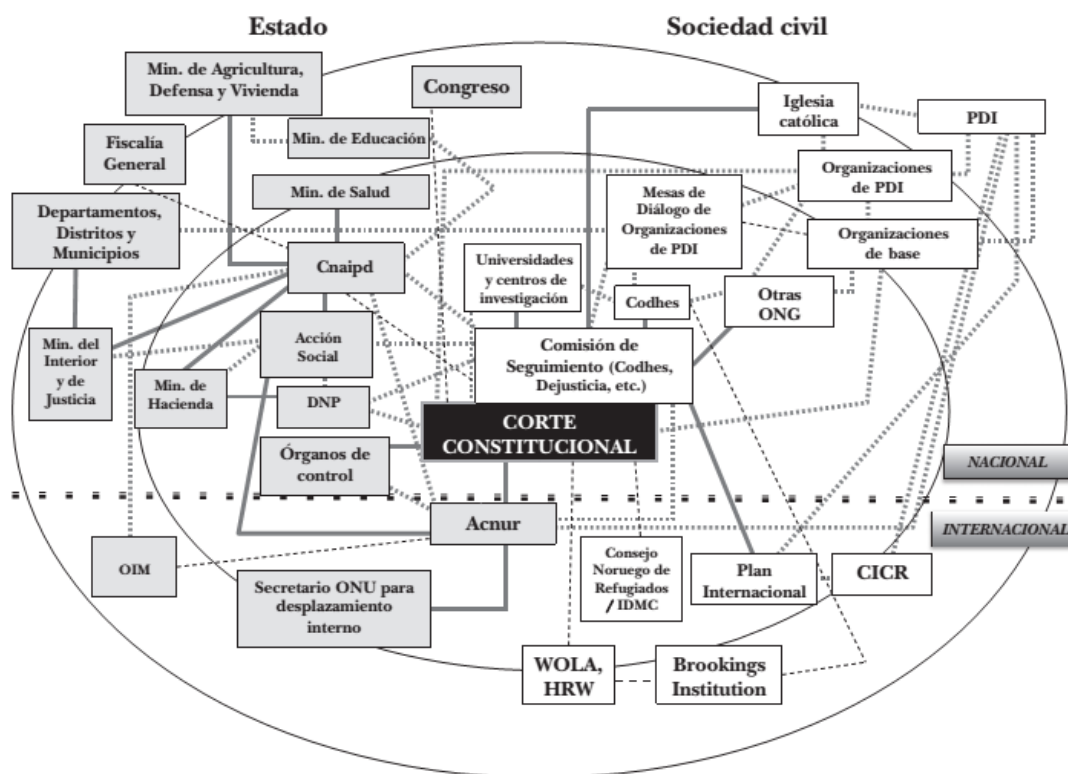 Estado
Sociedad civil
Min. de Agricultura,
Defensa y Vivienda
Congreso
Iglesia
católica
PDI
Fiscalía
General
Min. de Educación
Organizaciones
de PDI
Min. de Salud
Mesas de
Diálogo de
Organizaciones
de PDI
Departamentos,
Distritos y
Municipios
Organizaciones
de base
Cnaipd
Universidades
y centros de
investigación
Codhes
Otras
ONG
Min. del
Interior
y de
Justicia
Acción
Social
Comisión de
Seguimiento (Codhes,
Dejusticia, etc.)
Min. de
Hacienda
DNP
CORTE
CONSTITUCIONAL
Órganos de
control
NACIONAL
INTERNACIONAL
Acnur
OIM
Consejo
Noruego de
Refugiados
/ IDMC
Plan
Internacional
CICR
Secretario ONU para
desplazamiento
interno
WOLA,
HRW
Brookings
Institution